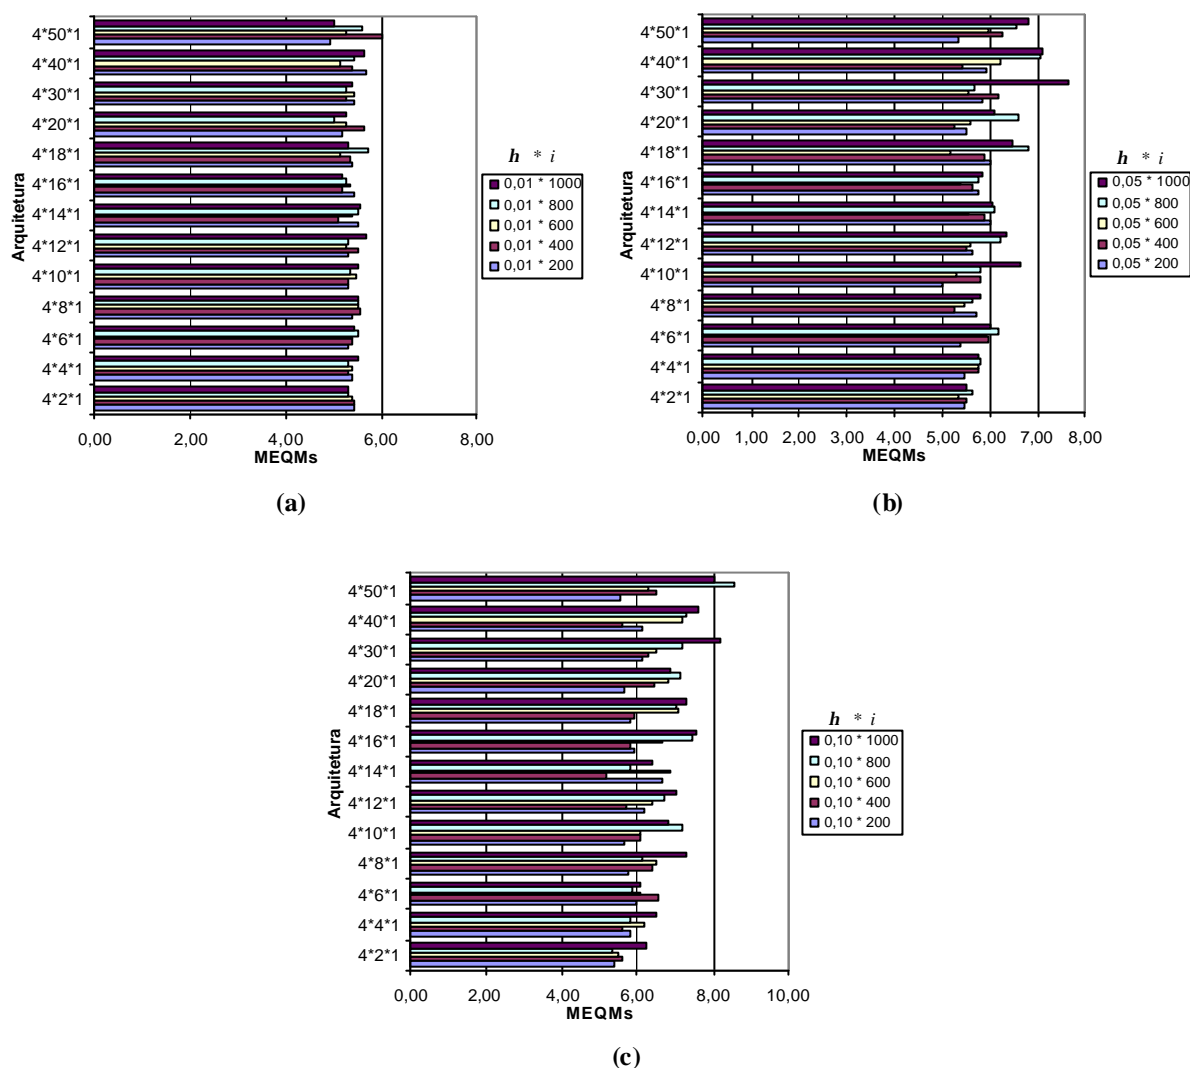 4*50*1
4*40*1
4*30*1
4*20*1
4*18*1
4*16*1
4*14*1
4*12*1
4*10*1
4*8*1
4*6*1
4*4*1
4*2*1
Arquitetura
0,00 2,00 4,00 6,00 8,00
MEQMs
h * i
0,01 * 1000
0,01 * 800
0,01 * 600
0,01 * 400
0,01 * 200
(a)
4*50*1
4*40*1
4*30*1
4*20*1
4*18*1
4*16*1
4*14*1
4*12*1
4*10*1
4*8*1
4*6*1
4*4*1
4*2*1
Arquitetura
0,00 1,00 2,00 3,00 4,00 5,00 6,00 7,00 8,00
MEQMs
h * i
0,05 * 1000
0,05 * 800
0,05 * 600
0,05 * 400
0,05 * 200
(b)
4*50*1
4*40*1
4*30*1
4*20*1
4*18*1
4*16*1
4*14*1
4*12*1
4*10*1
4*8*1
4*6*1
4*4*1
4*2*1
Arquitetura
0,00 2,00 4,00 6,00 8,00 10,00
MEQMs
h * i
0,10 * 1000
0,10 * 800
0,10 * 600
0,10 * 400
0,10 * 200
(c)